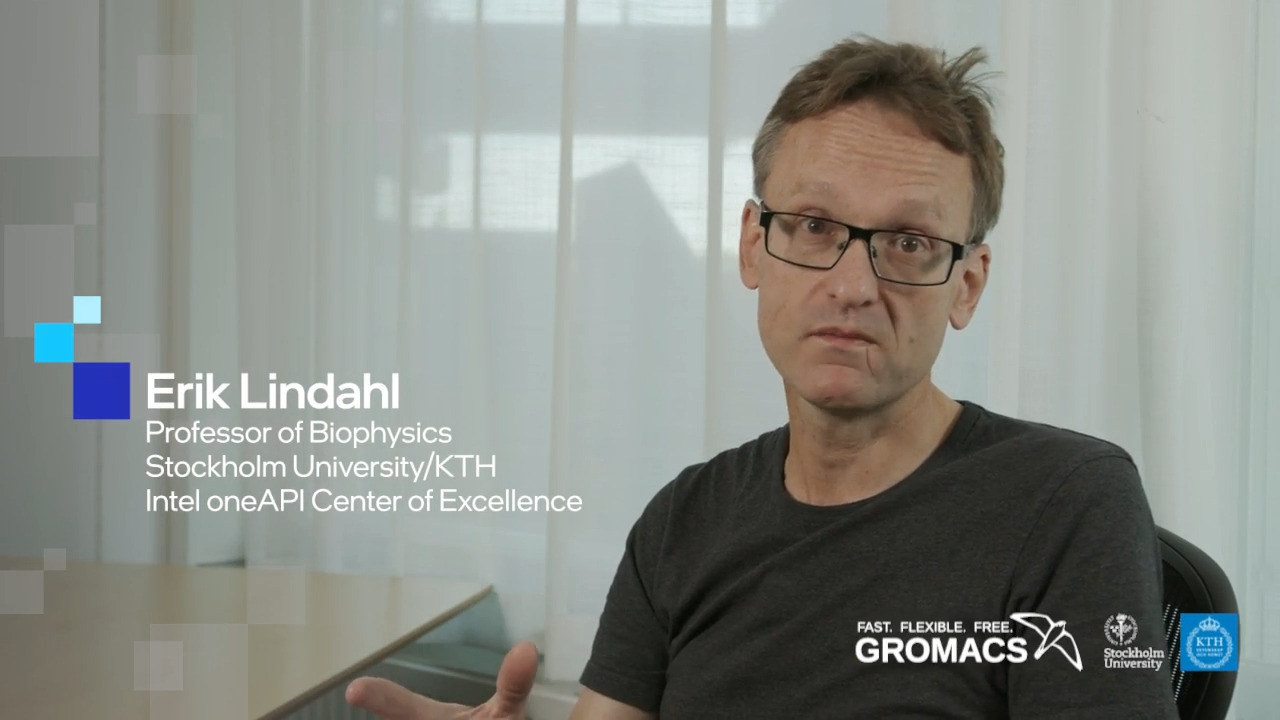 Erik Lindahl
Professor of Biophysics
Stockholm University/KTH
Intel oneAPI Center of Excellence
FAST. FLEXIBLE. FREE.
GROMACS
Stockholm
University
KTH